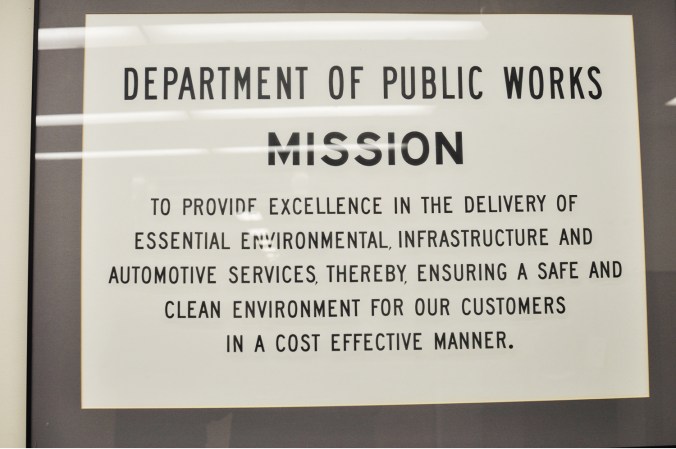 DEPARTMENT OF PUBLIC WORKS
MISSION
TO PROVIDE EXCELLENCE IN THE DELIVERY OF
ESSENTIAL ENVIRONMENTAL, INFRASTRUCTURE AND
AUTOMOTIVE SERVICES, THEREBY, ENSURING A SAFE AND
CLEAN ENVIRONMENT FOR OUR CUSTOMERS
IN A COST EFFECTIVE MANNER.